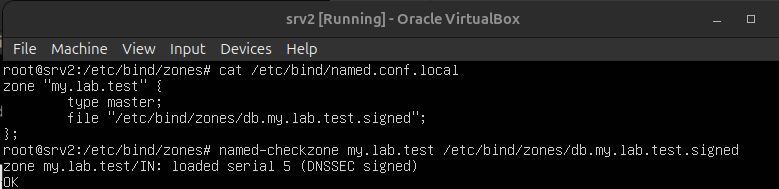 srv2 [Running] - Oracle VirtualBox
File Machine View Input Devices Help
root@srv2:/etc/bind/zones# cat /etc/bind/named.conf.local
zone "my.lab.test" {
        type master;
        file "/etc/bind/zones/db.my.lab.test.signed";
};
root@srv2:/etc/bind/zones# named-checkzone my.lab.test /etc/bind/zones/db.my.lab.test.signed
zone my.lab.test/IN: loaded serial 5 (DNSSEC signed)
OK